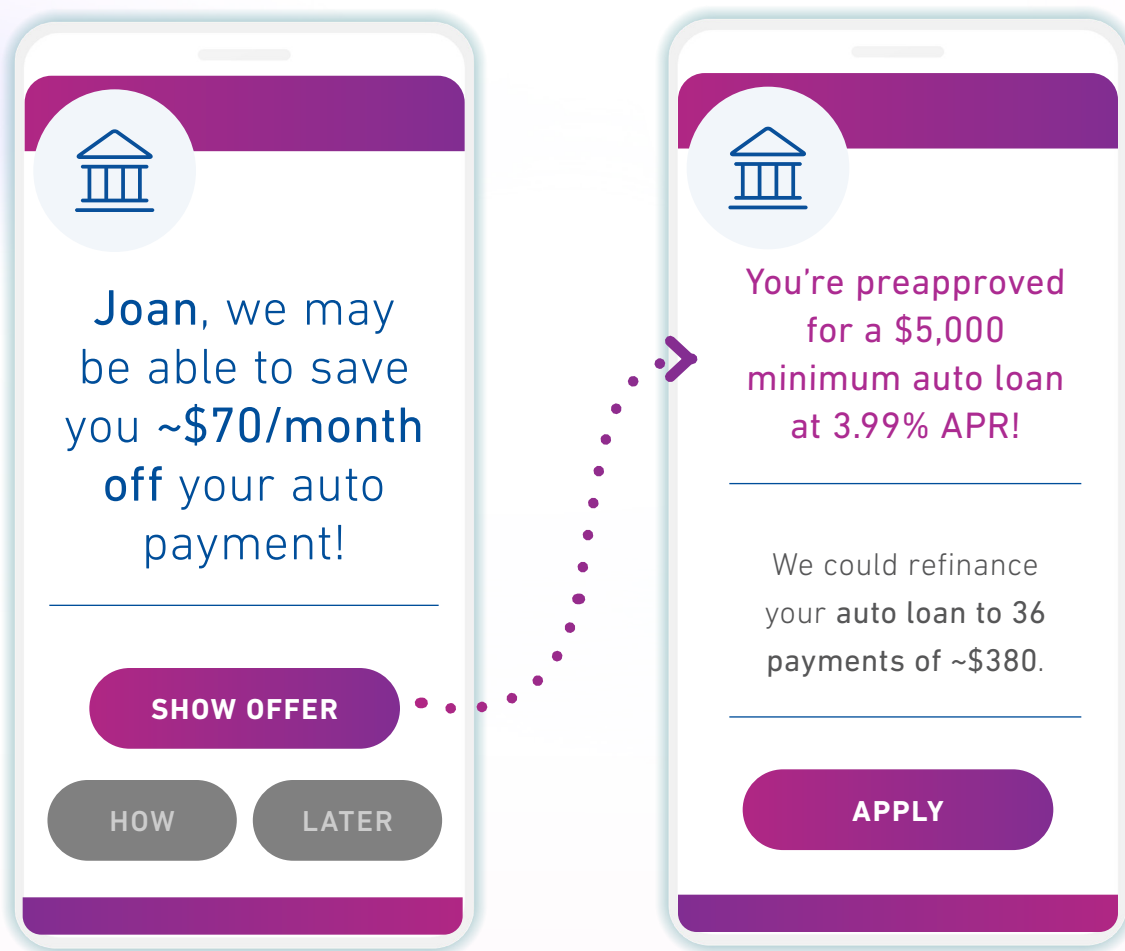 Joan, we may
be able to save
you ~$70/month
off your auto
payment!
SHOW OFFER
HOW
LATER
You’re preapproved
for a $5,000
minimum auto loan
at 3.99% APR!
We could refinance
your auto loan to 36
payments of ~$380.
APPLY